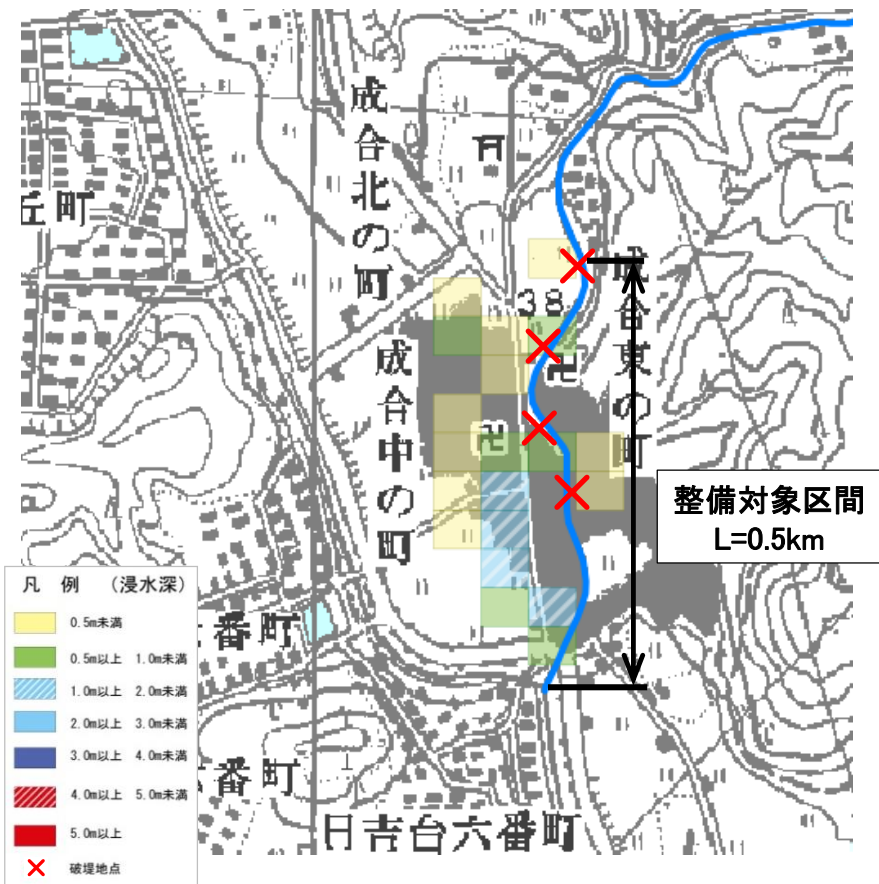 成合北の町
丘町
38
成合東の町
成合中の町
整備対象区間
L=0.5km
凡 例 (浸水深)
0.5m未満
0.5m以上 1.0m未満
1.0m以上 2.0m未満
2.0m以上 3.0m未満
3.0m以上 4.0m未満
4.0m以上 5.0m未満
5.0m以上
破堤地点
番町
番町
日吉台六番町